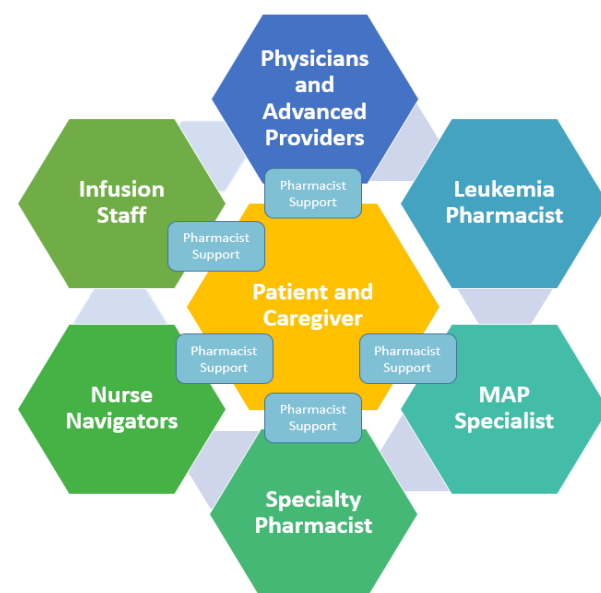 Physicians
and
Advanced
Providers
Pharmacist
Support
Infusion
Staff
Pharmacist
Support
Leukemia
Pharmacist
Patient and
Caregiver
Pharmacist
Support
Pharmacist
Support
Nurse
Navigators
MAP
Specialist
Pharmacist
Support
Specialty
Pharmacist